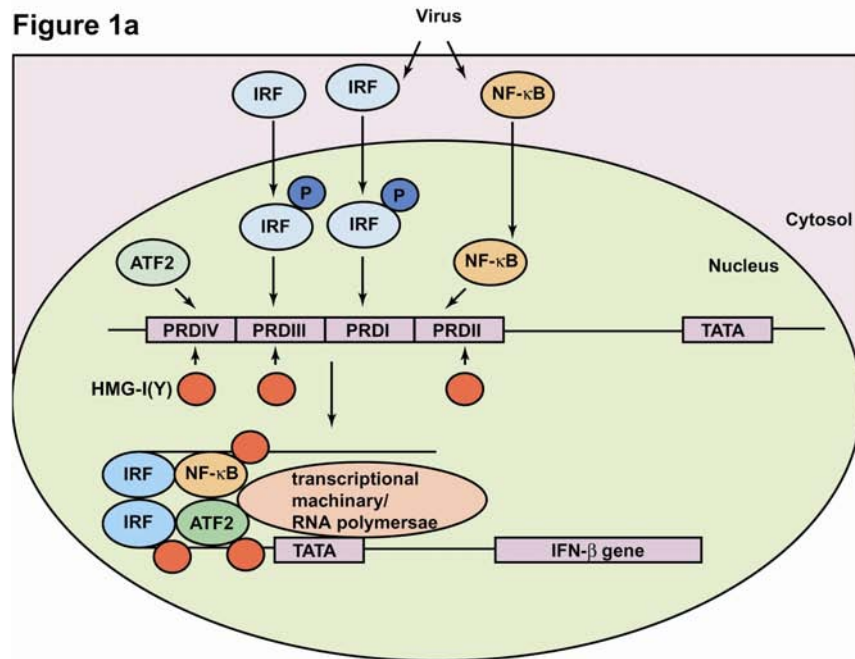 Figure 1a
Virus
IRF
IRF
NF-κB
P
P
IRF
IRF
Cytosol
ATF2
NF-κB
Nucleus
PRDIV
PRDIII
PRDI
PRDII
TATA
HMG-I(Y)
IRF
NF-κB
transcriptional
machinary/
RNA polymersae
IRF
ATF2
TATA
IFN-β gene